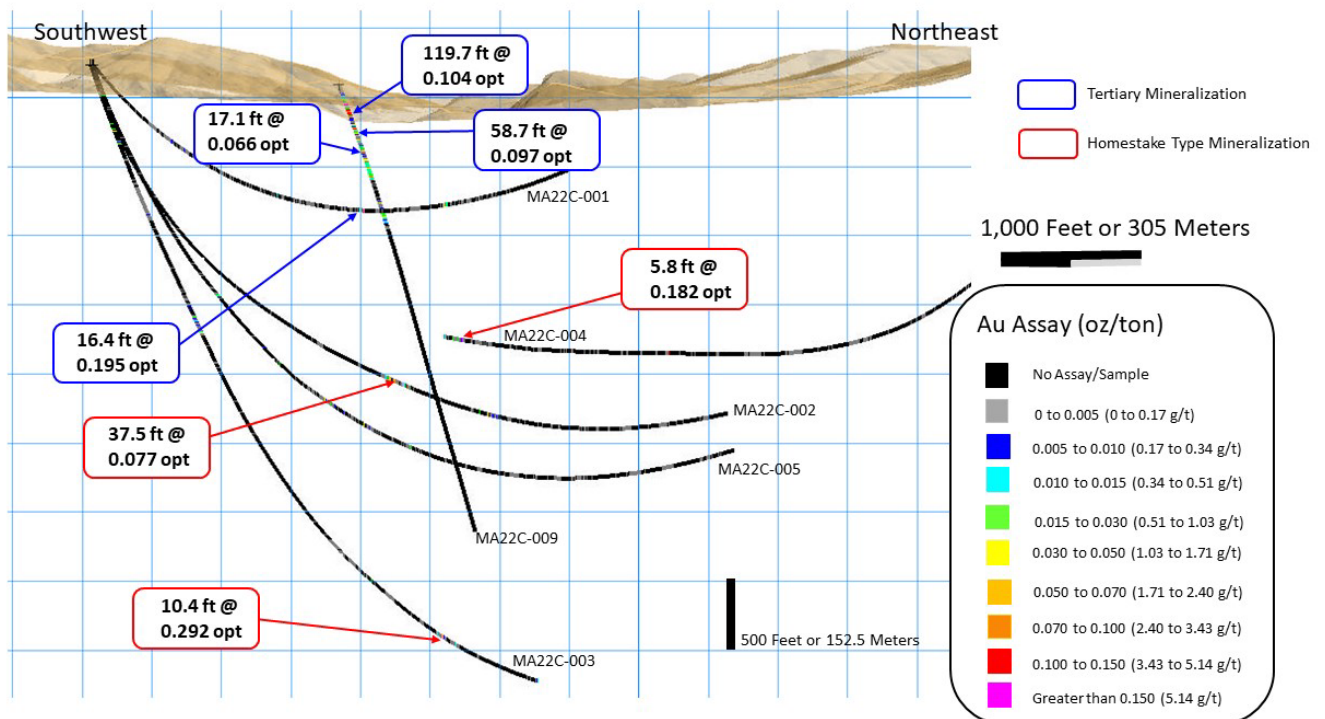 Southwest
Northeast
119.7 ft @
0.104 opt
17.1 ft @
0.066 opt
58.7 ft @
0.097 opt
MA22C-001
Tertiary Mineralization
Homestake Type Mineralization
1,000 Feet or 305 Meters
5.8 ft @
0.182 opt
MA22C-004
16.4 ft @
0.195 opt
37.5 ft @
0.077 opt
MA22C-002
MA22C-005
MA22C-009
10.4 ft @
0.292 opt
MA22C-003
500 Feet or 152.5 Meters
Au Assay (oz/ton)
No Assay/Sample
0 to 0.005 (0 to 0.17 g/t)
0.005 to 0.010 (0.17 to 0.34 g/t)
0.010 to 0.015 (0.34 to 0.51 g/t)
0.015 to 0.030 (0.51 to 1.03 g/t)
0.030 to 0.050 (1.03 to 1.71 g/t)
0.050 to 0.070 (1.71 to 2.40 g/t)
0.070 to 0.100 (2.40 to 3.43 g/t)
0.100 to 0.150 (3.43 to 5.14 g/t)
Greater than 0.150 (5.14 g/t)